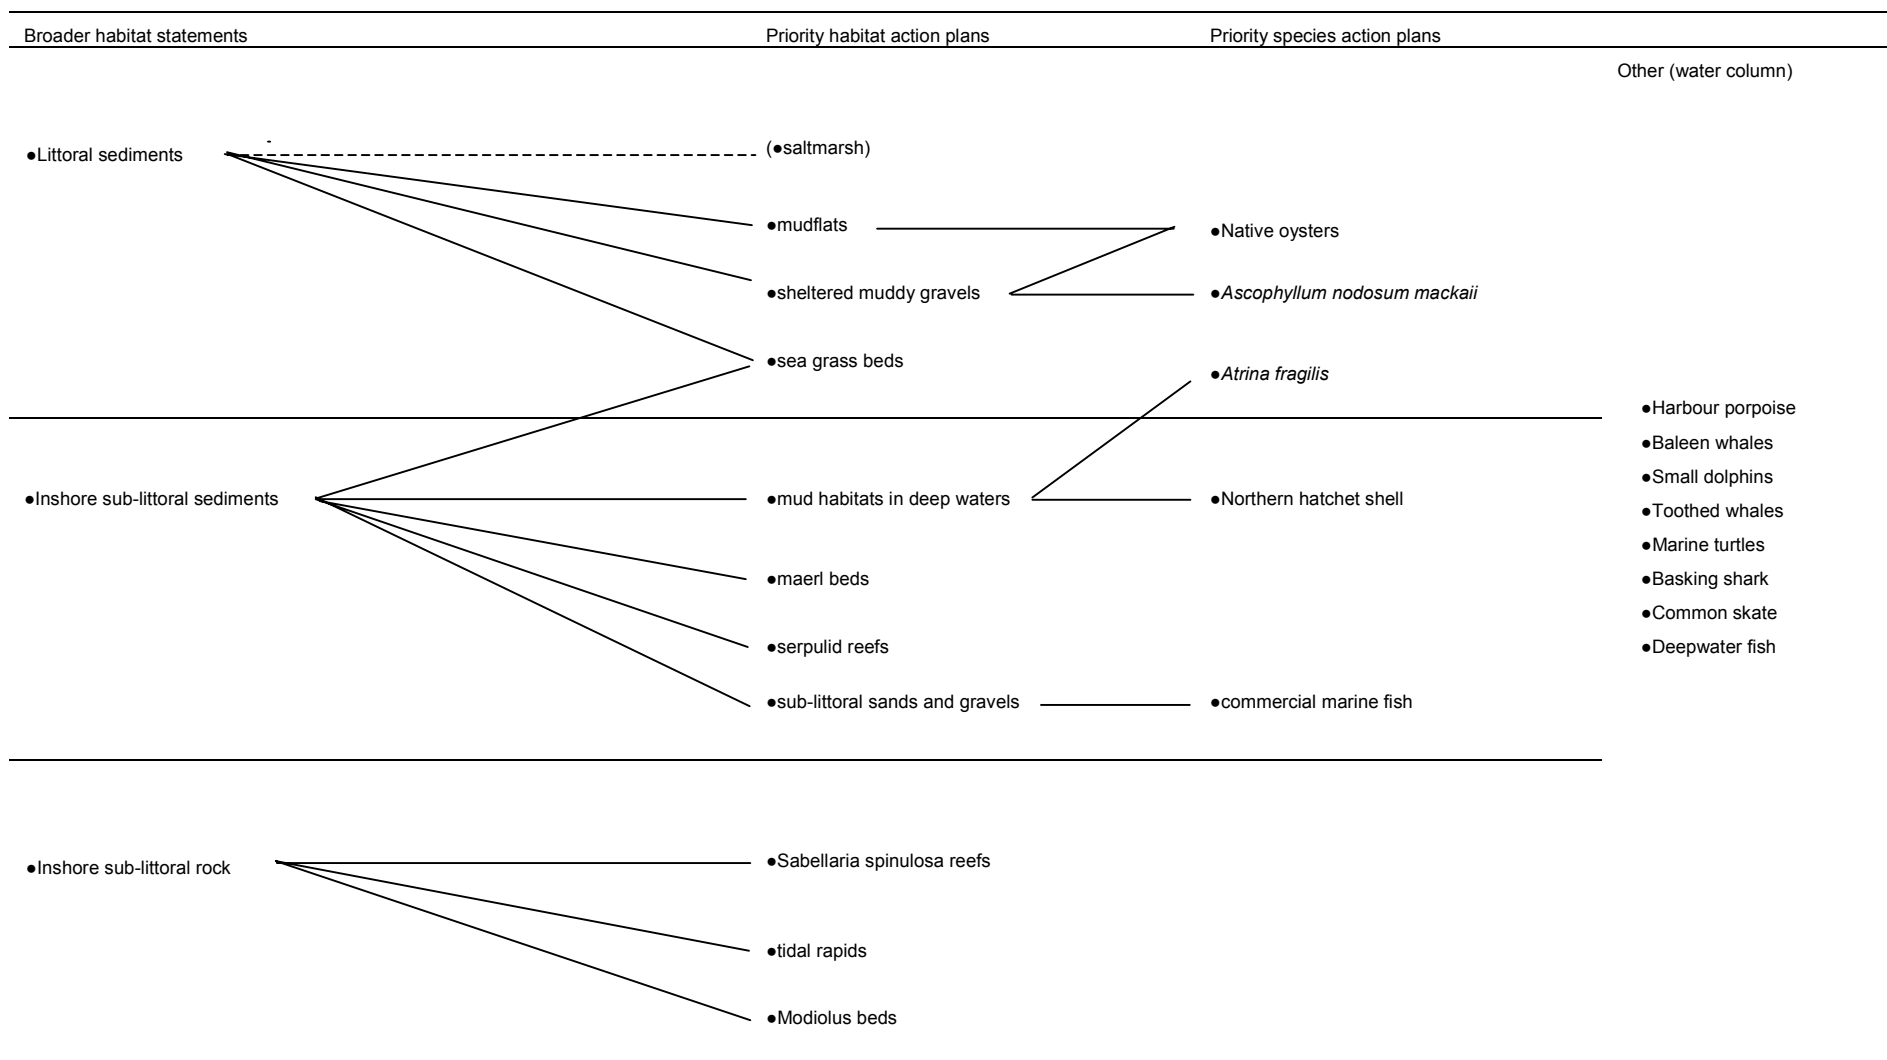 Broader habitat statements Priority habitat action plans Priority species action plans
Other (water column)
●Littoral sediments (●saltmarsh)
●mudflats ●Native oysters
●sheltered muddy gravels ●Ascophyllum nodosum mackaii
●sea grass beds ●Atrina fragilis
●Harbour porpoise
●Baleen whales
●Small dolphins
●Inshore sub-littoral sediments ●mud habitats in deep waters ●Northern hatchet shell
●Toothed whales
●Marine turtles
●maerl beds ●Basking shark
●Common skate
●serpulid reefs ●Deepwater fish
●sub-littoral sands and gravels ●commercial marine fish
●Inshore sub-littoral rock ●Sabellaria spinulosa reefs
●tidal rapids
●Modiolus beds